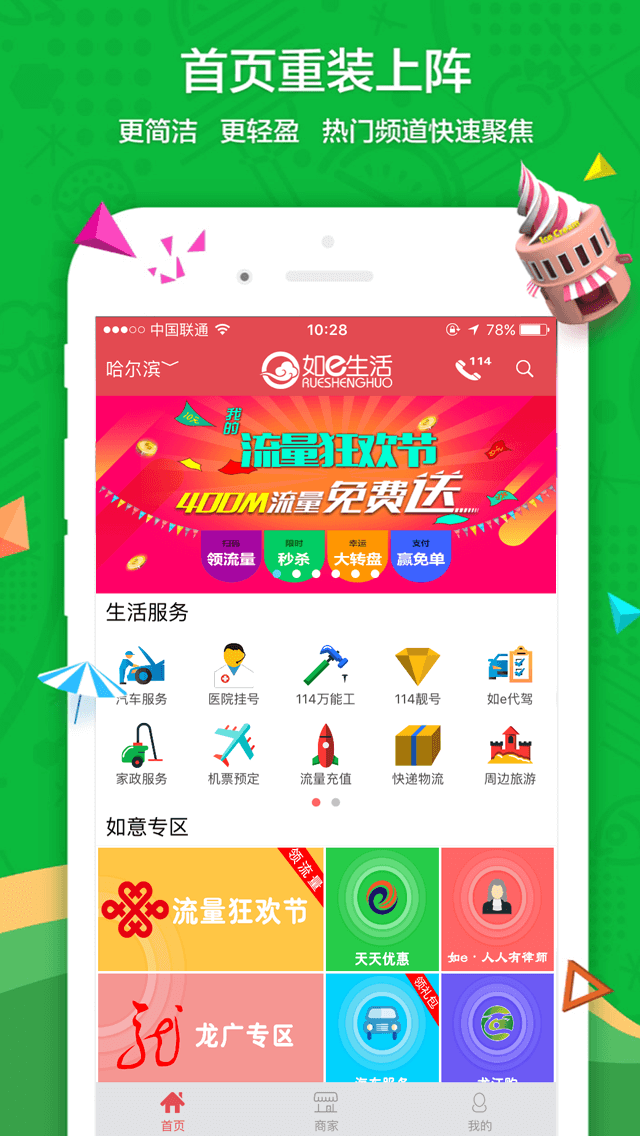 首页重装上阵
更简洁 更轻盈 热门频道快速聚焦
Ice Cream
中国联通 10:28 78%
哈尔滨 如e生活 114
RUESHENGHUO
我的
流量狂欢节
400M流量免费送......
限时 幸运 支付
领流量 秒杀 大转盘 赢免单
生活服务
汽车服务 医院挂号 114万能工 114靓号 如e代驾
家政服务 机票预定 流量充值 快递物流 周边旅游
如意专区
领流量
流量狂欢节
天天优惠 如e·人人有律师
领礼包
龙 龙广专区
汽车服务 龙江购
首页 商家 我的